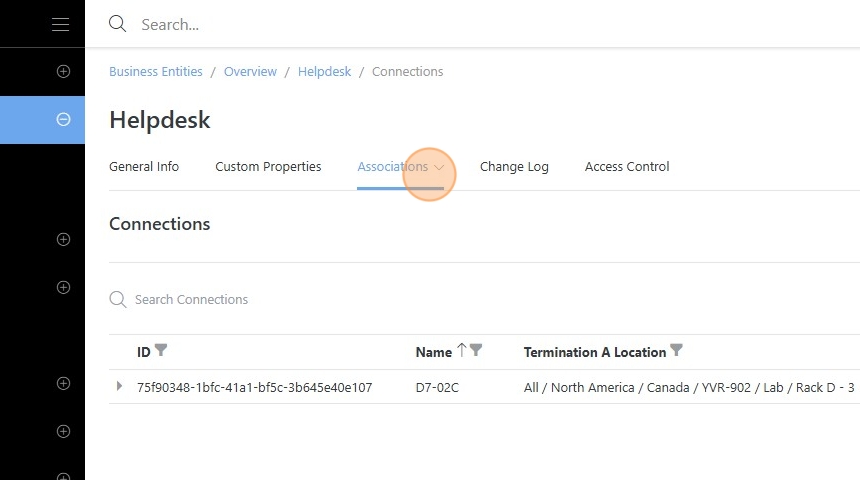 Search...
Business Entities / Overview / Helpdesk / Connections
Helpdesk
General Info Custom Properties Associations Change Log Access Control
Connections
Search Connections
ID Name Termination A Location
75f90348-1bfc-41a1-bf5c-3b645e40e107 D7-02C All / North America / Canada / YVR-902 / Lab / Rack D - 3